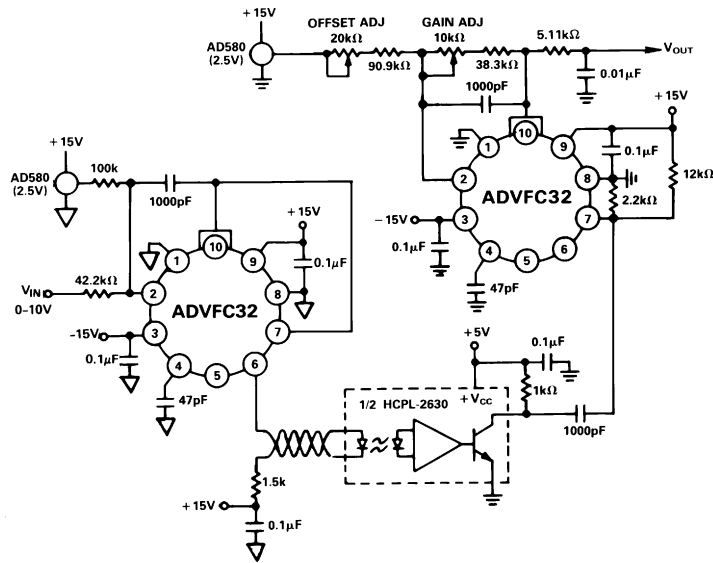 +15V
OFFSET ADJ
20kΩ
GAIN ADJ
10kΩ
AD580
(2.5V)
90.9kΩ
38.3kΩ
5.11kΩ
VOUT
0.01µF
1000pF
+15V
0.1µF
12kΩ
2.2kΩ
1
10
9
2
8
ADVFC32
3
7
4
5
6
-15V
0.1µF
47pF
+15V
AD580
(2.5V)
100k
1000pF
+15V
0.1µF
1
10
9
VIN
0-10V
42.2kΩ
2
8
ADVFC32
-15V
3
7
0.1µF
4
5
6
47pF
+5V
0.1µF
1/2 HCPL-2630
+VCC
1kΩ
1000pF
1.5k
+15V
0.1µF